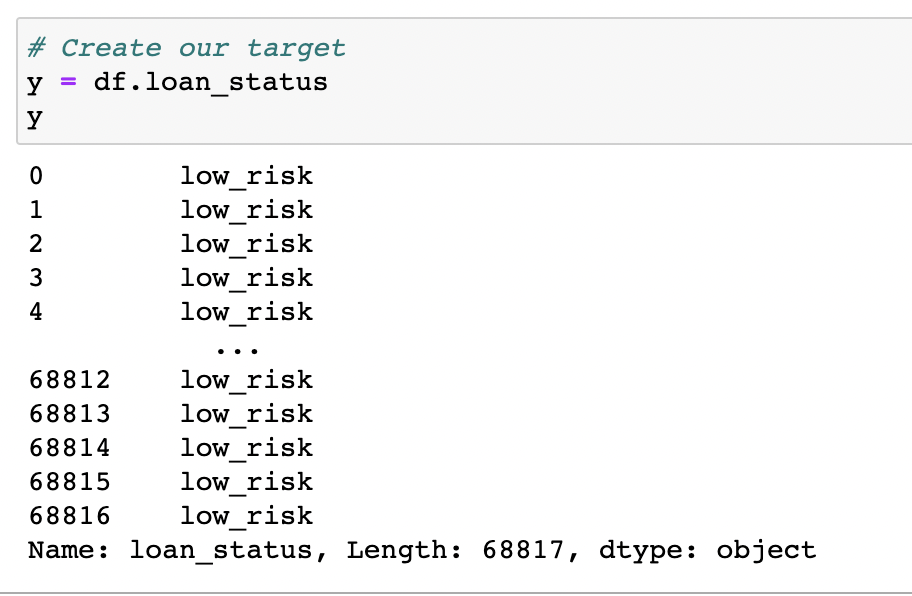 # Create our target
y = df.loan_status
y
0        low_risk
1        low_risk
2        low_risk
3        low_risk
4        low_risk
           ...
68812    low_risk
68813    low_risk
68814    low_risk
68815    low_risk
68816    low_risk
Name: loan_status, Length: 68817, dtype: object